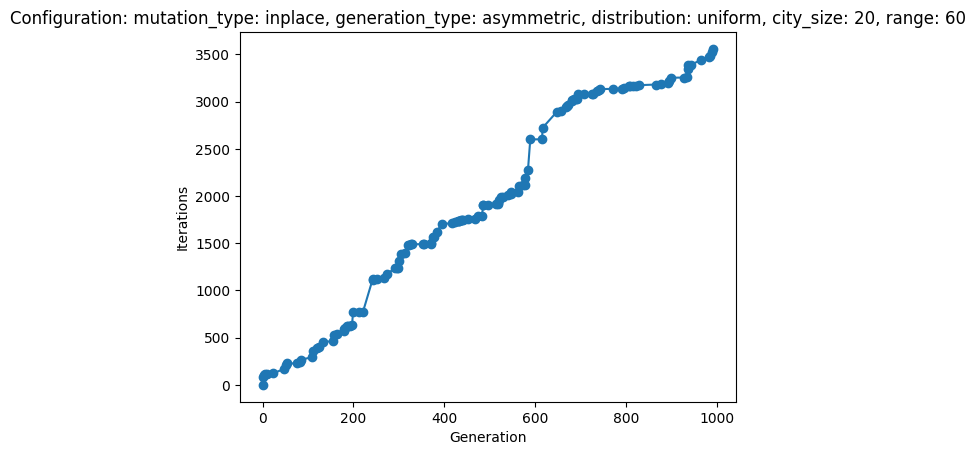 Configuration: mutation_type: inplace, generation_type: asymmetric, distribution: uniform, city_size: 20, range: 60
3500
3000
2500
2000
1500
1000
500
0
Iterations
0 200 400 600 800 1000
Generation